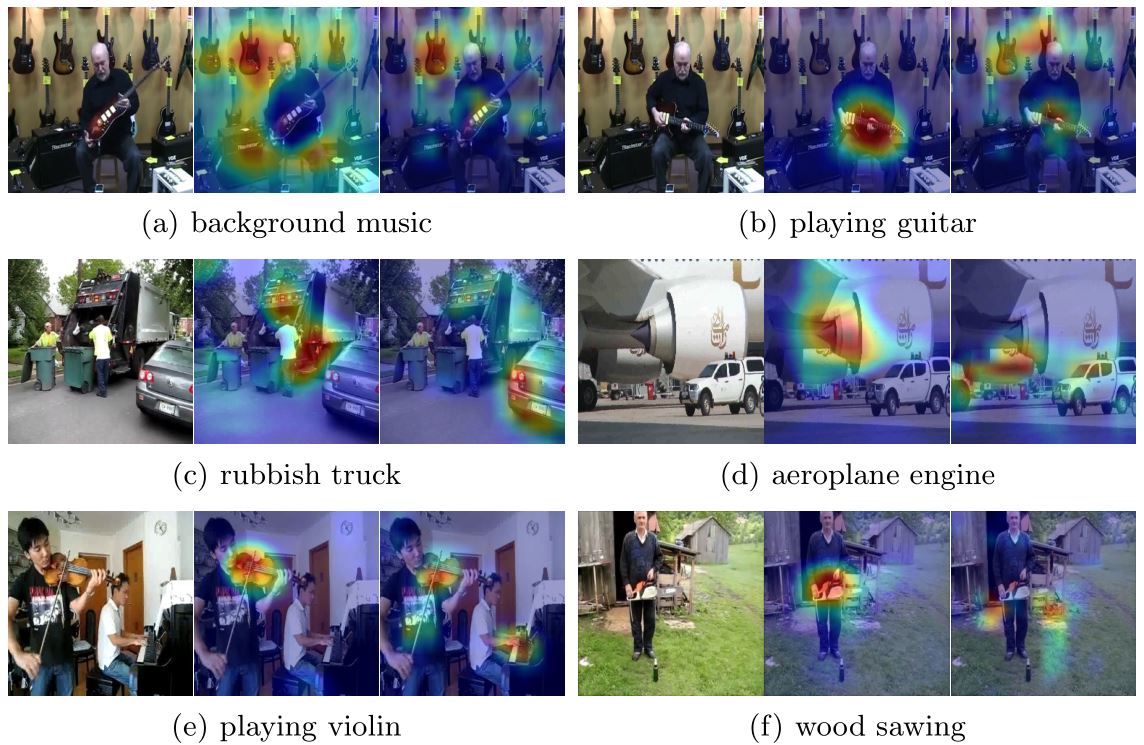 (a) background music
(b) playing guitar
(c) rubbish truck
(d) aeroplane engine
(e) playing violin
(f) wood sawing